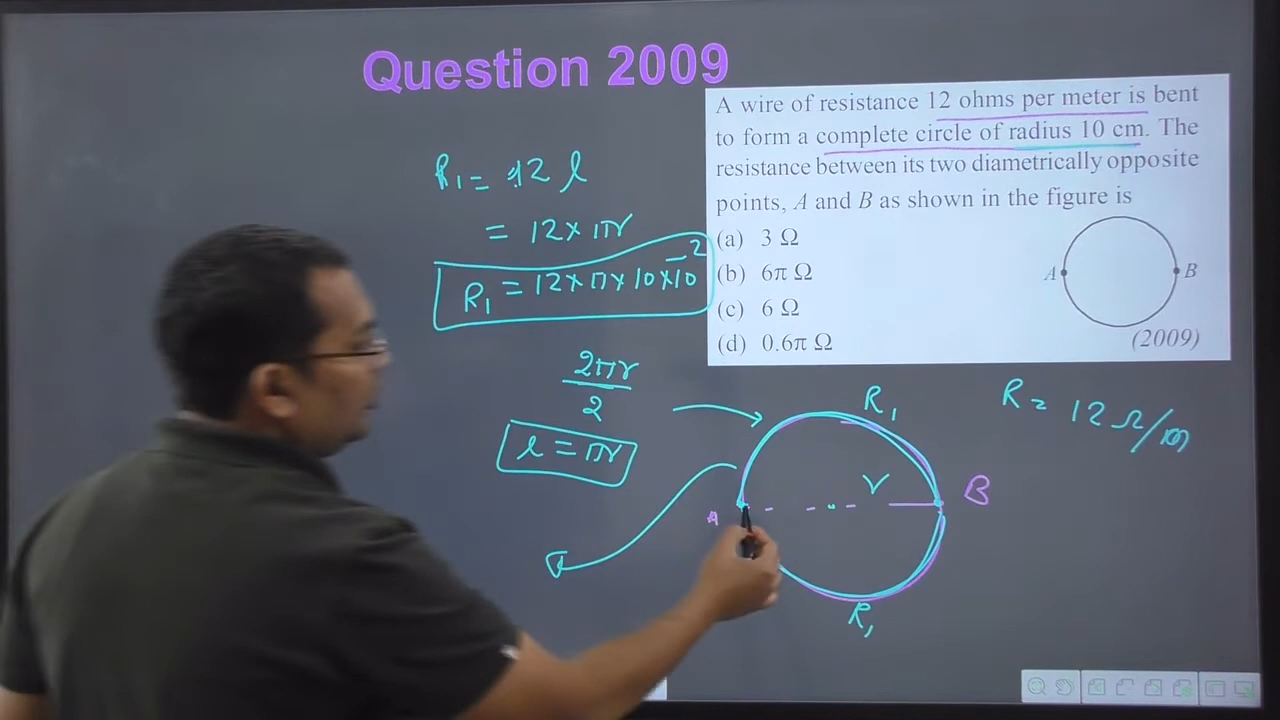 Question 2009
A wire of resistance 12 ohms per meter is bent
to form a complete circle of radius 10 cm. The
resistance between its two diametrically opposite
points, A and B as shown in the figure is
(a) 3 Ω
(b) 6π Ω
(c) 6 Ω
(d) 0.6π Ω
A B
(2009)
R₁ = 12 l
= 12 × πr
R₁ = 12 × π × 10 × 10⁻²
2πr
2
l = πr
R₁
R = 12 Ω/m
r
A
B
R₁